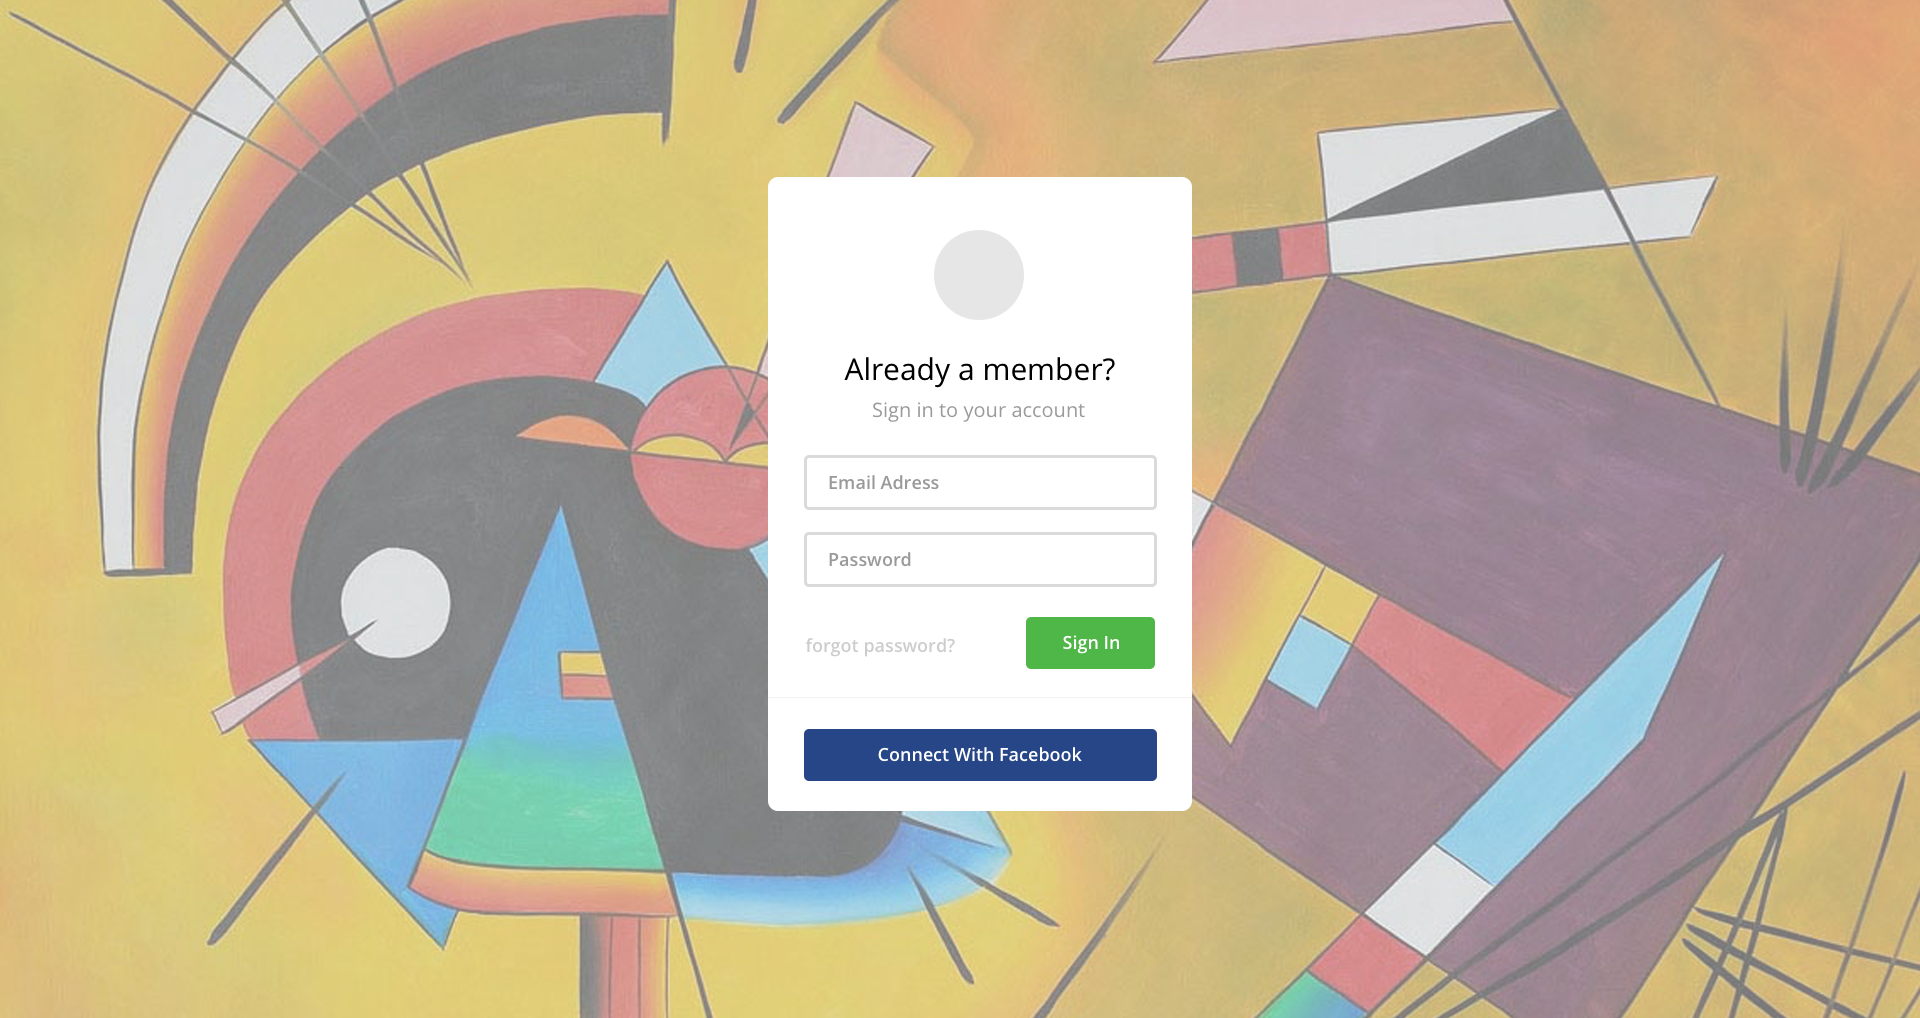 Already a member?
Sign in to your account
Email Adress
Password
forgot password?
Sign In
Connect With Facebook